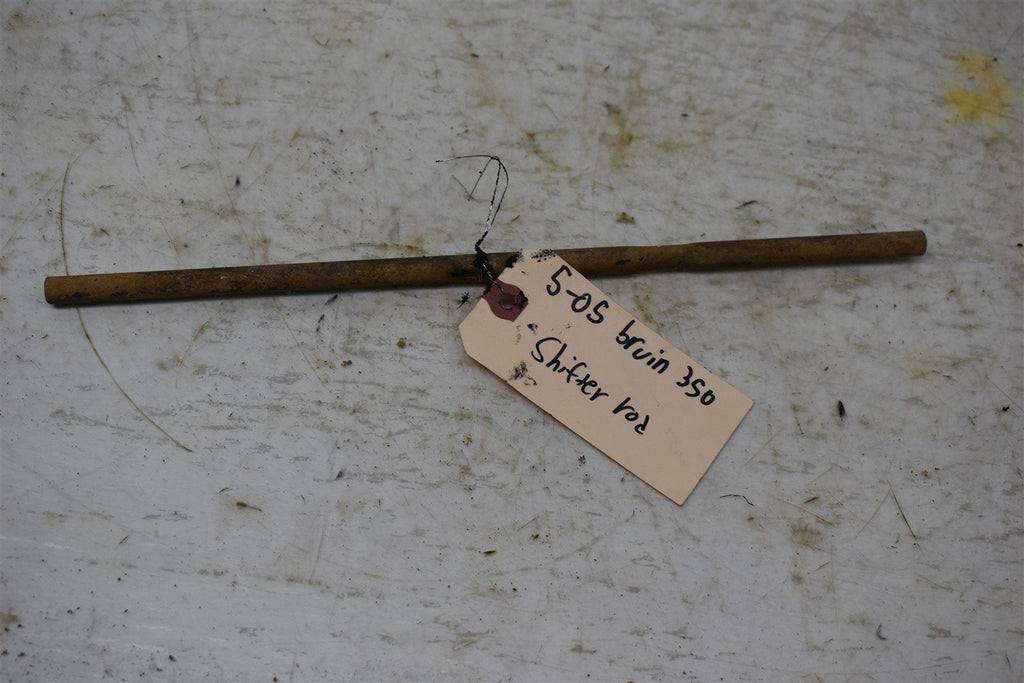 5-05 bruin 350
Shifter rod